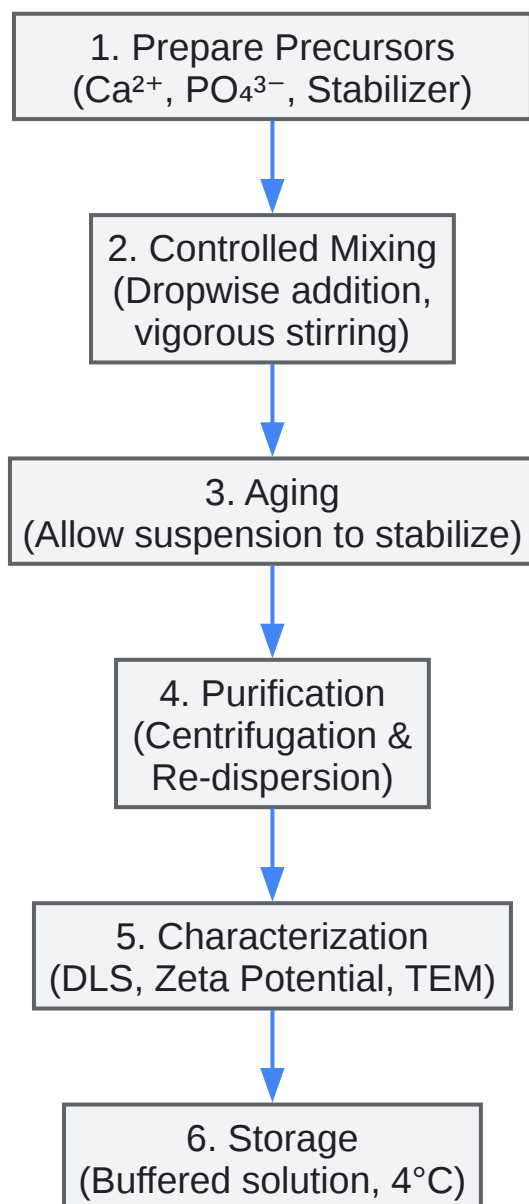 1. Prepare Precursors
(Ca²⁺, PO₄³⁻, Stabilizer)
2. Controlled Mixing
(Dropwise addition,
vigorous stirring)
3. Aging
(Allow suspension to stabilize)
4. Purification
(Centrifugation &
Re-dispersion)
5. Characterization
(DLS, Zeta Potential, TEM)
6. Storage
(Buffered solution, 4°C)